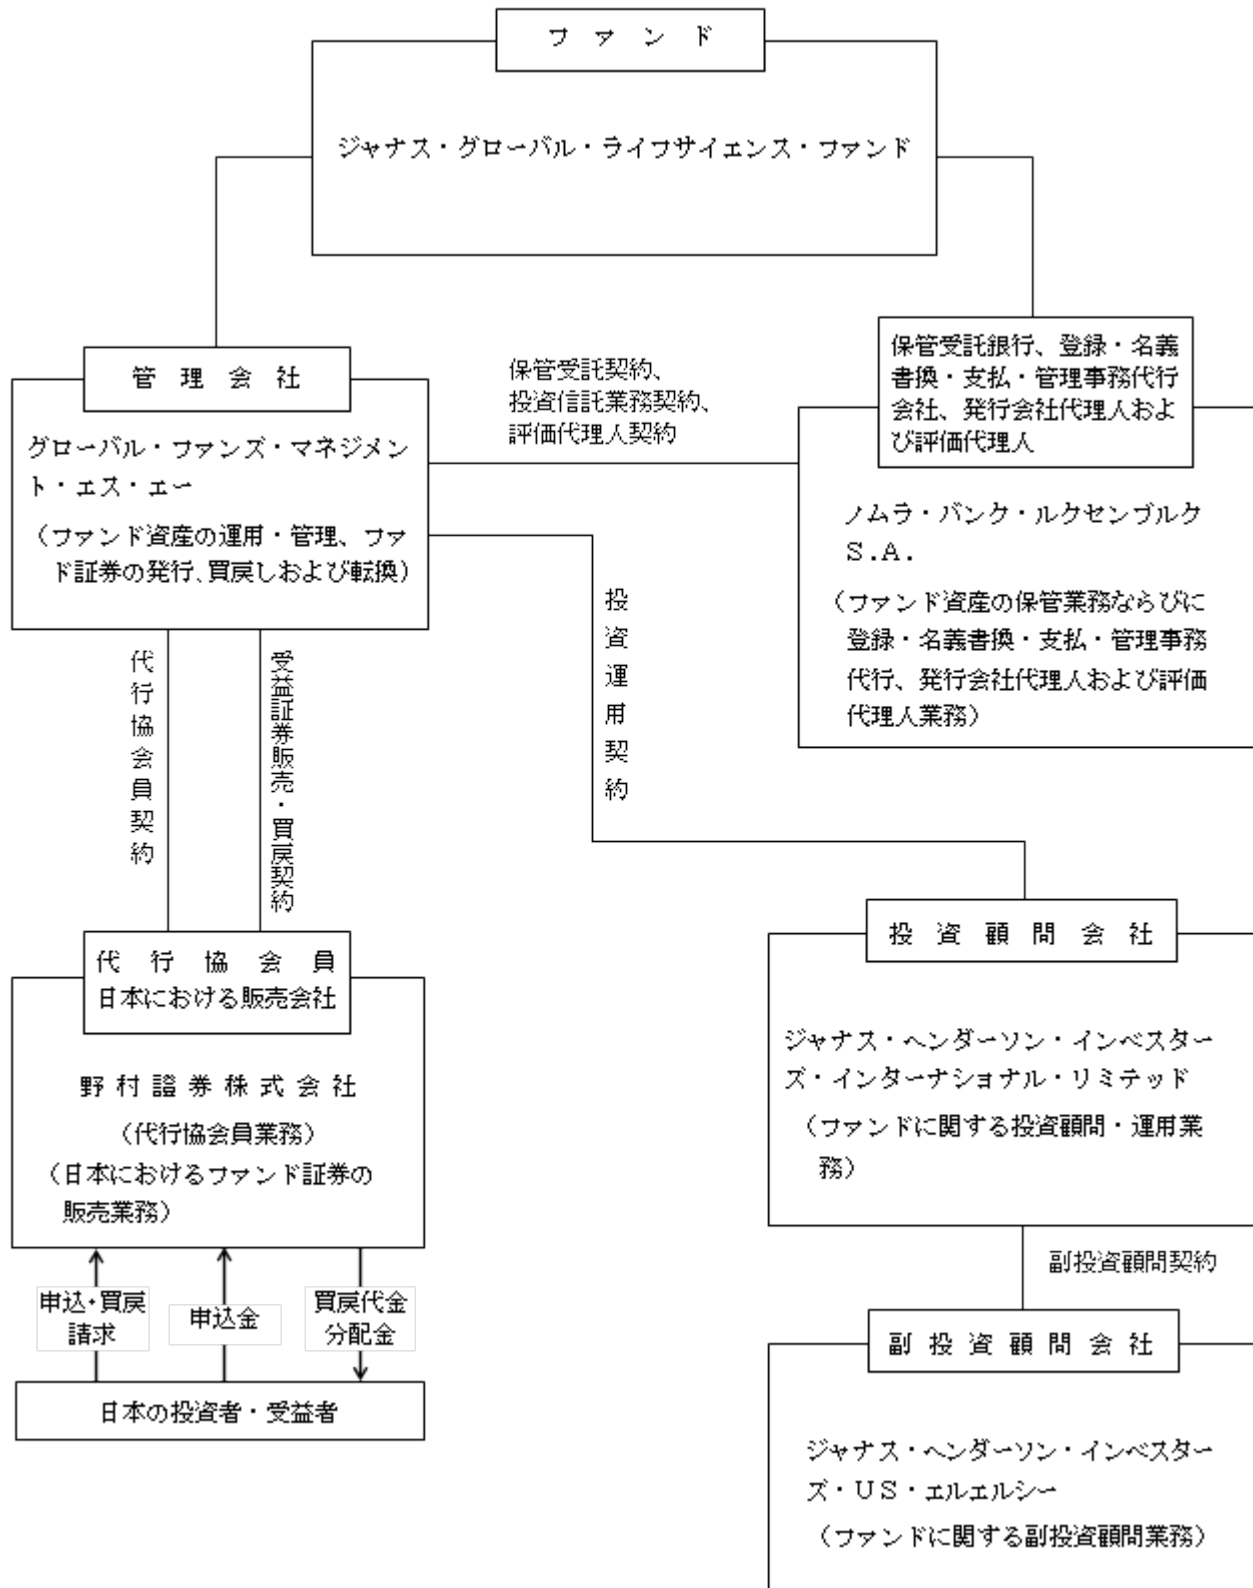 ファンド
ジャナス・グローバル・ライフサイエンス・ファンド
管理会社
グローバル・ファンズ・マネジメン
ト・エス・エー
（ファンド資産の運用・管理、ファ
ド証券の発行、買戻しおよび転換）
保管受託契約、
投資信託業務契約、
評価代理人契約
保管受託銀行、登録・名義
書換・支払・管理事務代行
会社、発行会社代理人およ
び評価代理人
ノムラ・バンク・ルクセンブルク
Ｓ.Ａ.
（ファンド資産の保管業務ならびに
登録・名義書換・支払・管理事務
代行、発行会社代理人および評価
代理人業務）
代行協会員契約
受益証券販売・買戻契約
投資運用契約
代行協会員
日本における販売会社
野村證券株式会社
（代行協会員業務）
（日本におけるファンド証券の
販売業務）
投資顧問会社
ジャナス・ヘンダーソン・インベスター
ズ・インターナショナル・リミテッド
（ファンドに関する投資顧問・運用業
務）
申込・買戻
請求
申込金
買戻代金
分配金
日本の投資者・受益者
副投資顧問契約
副投資顧問会社
ジャナス・ヘンダーソン・インベスター
ズ・ＵＳ・エルエルシー
（ファンドに関する副投資顧問業務）